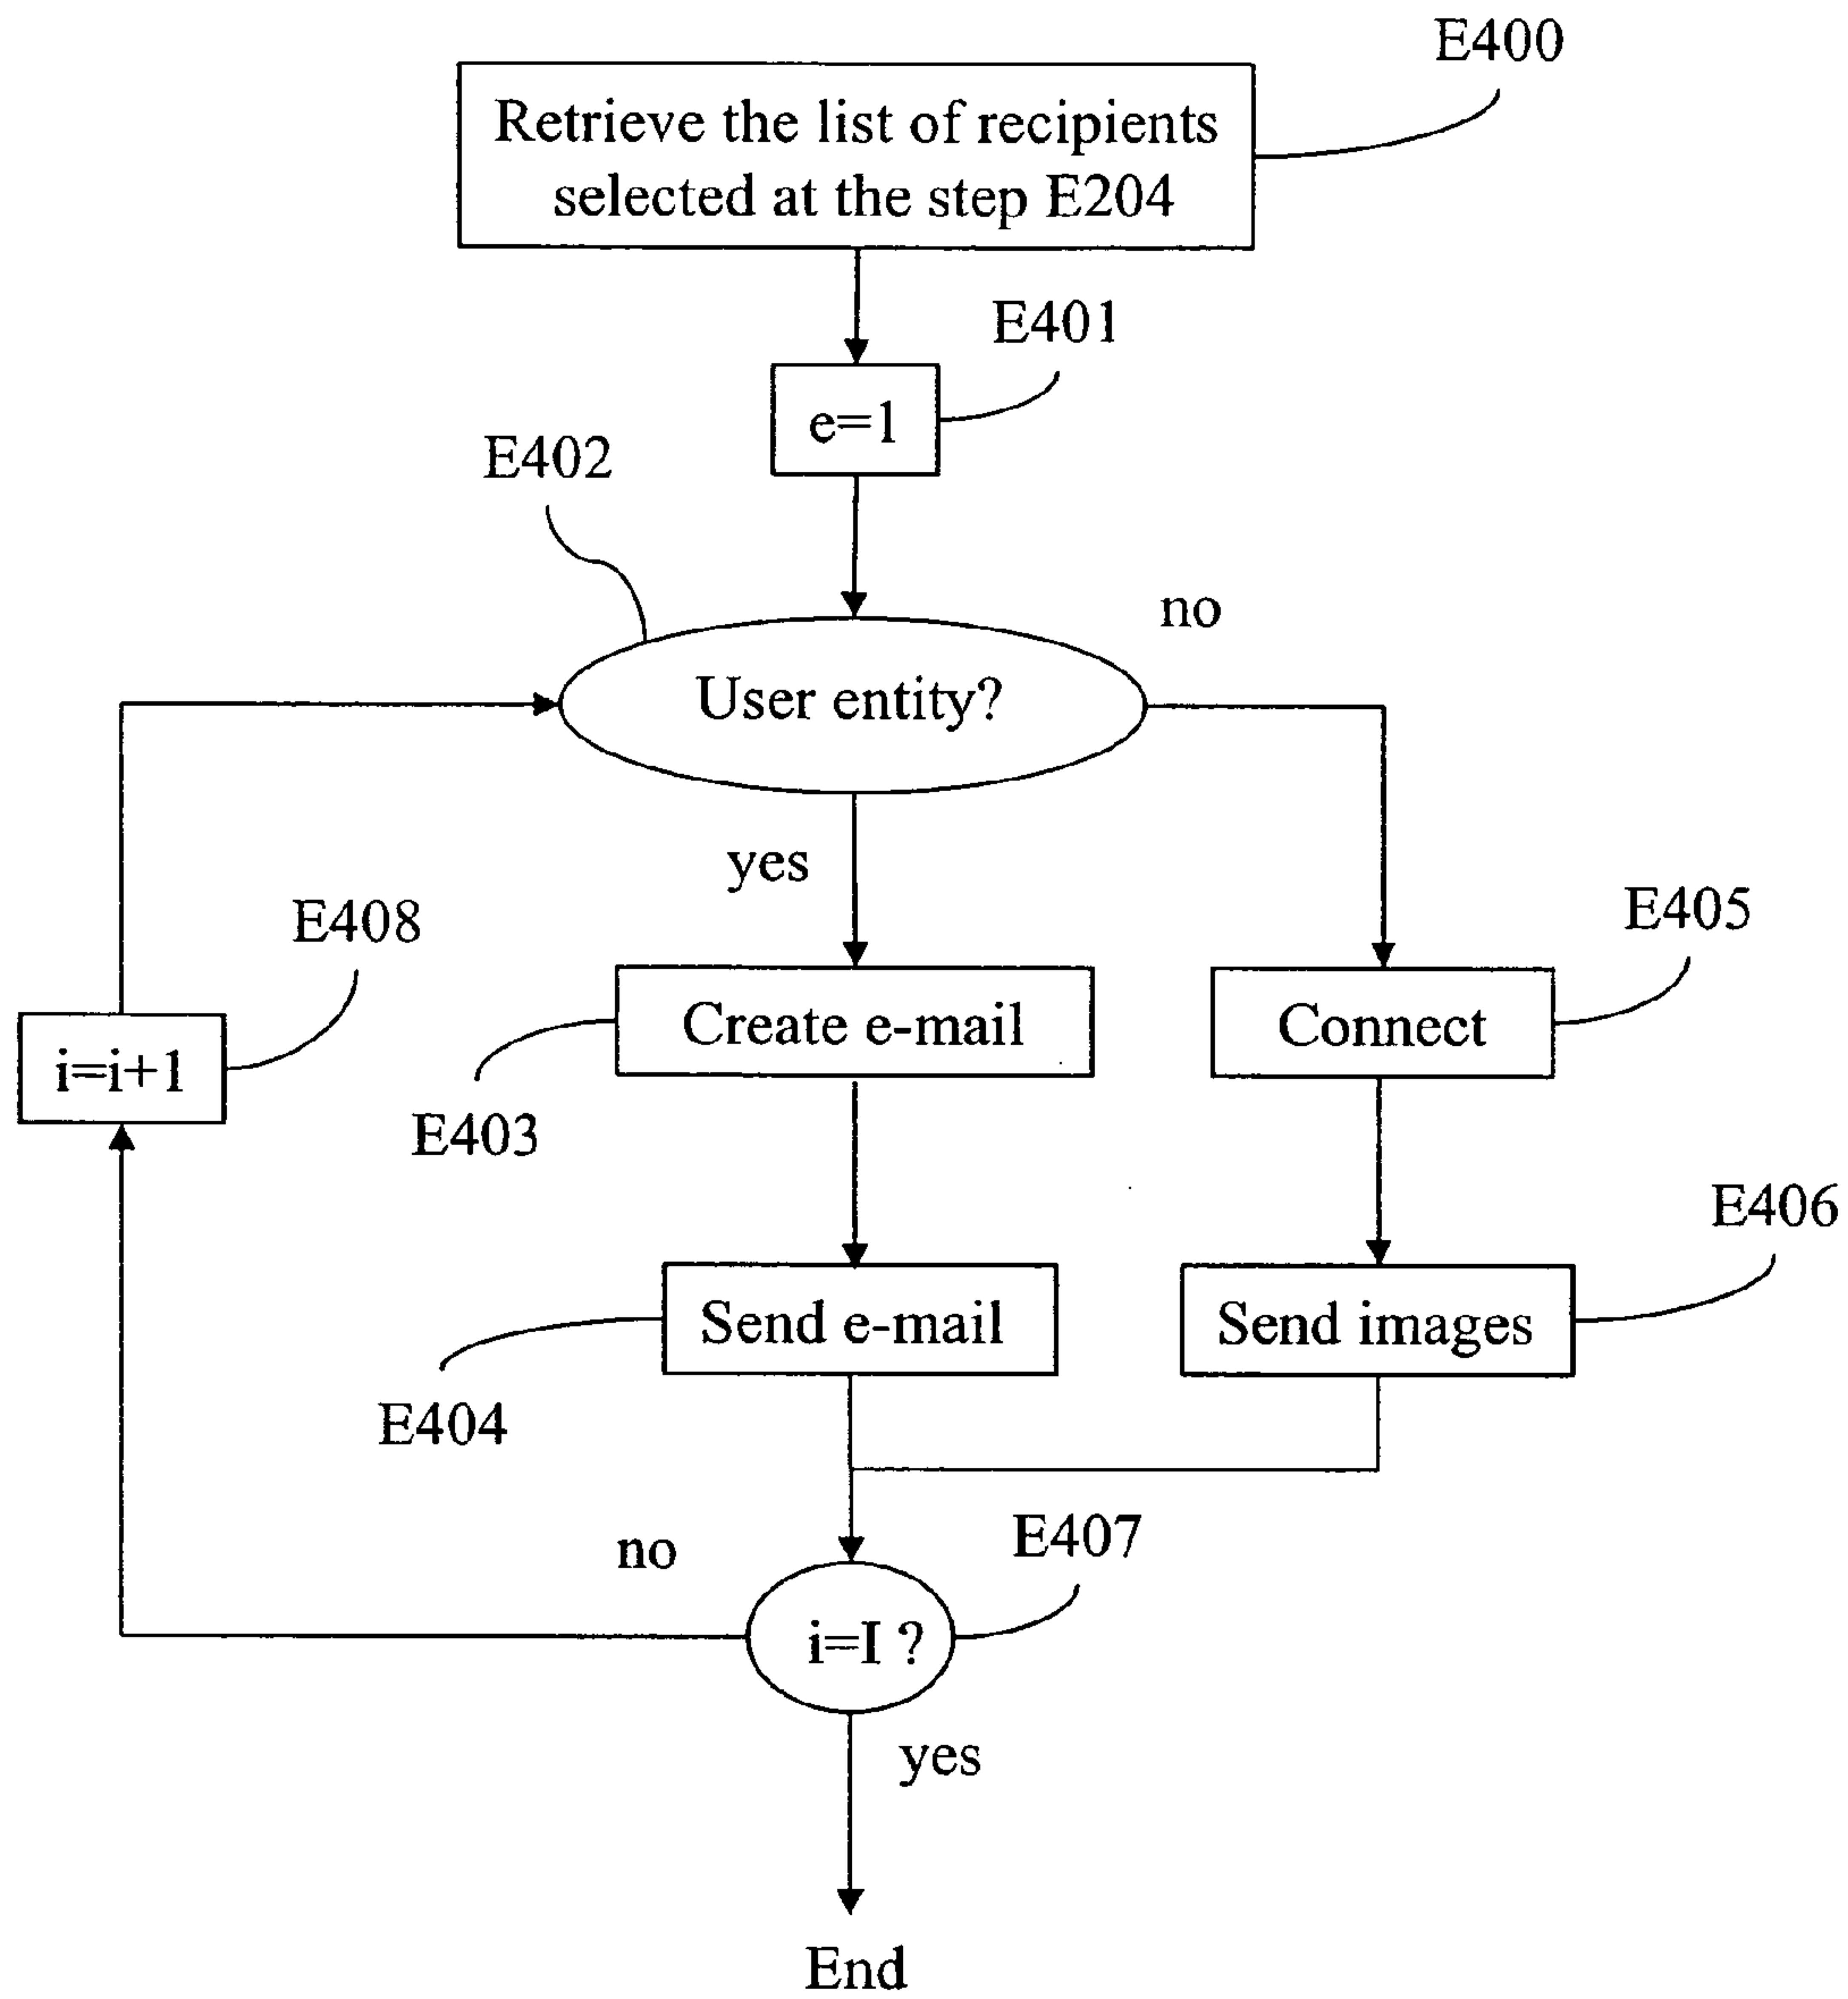 E400
Retrieve the list of recipients
selected at the step E204
E401
e=1
E402
no
User entity?
yes
E408
E405
Create e-mail
Connect
i=i+1
E403
E406
Send e-mail
Send images
E404
E407
no
i=I ?
yes
End